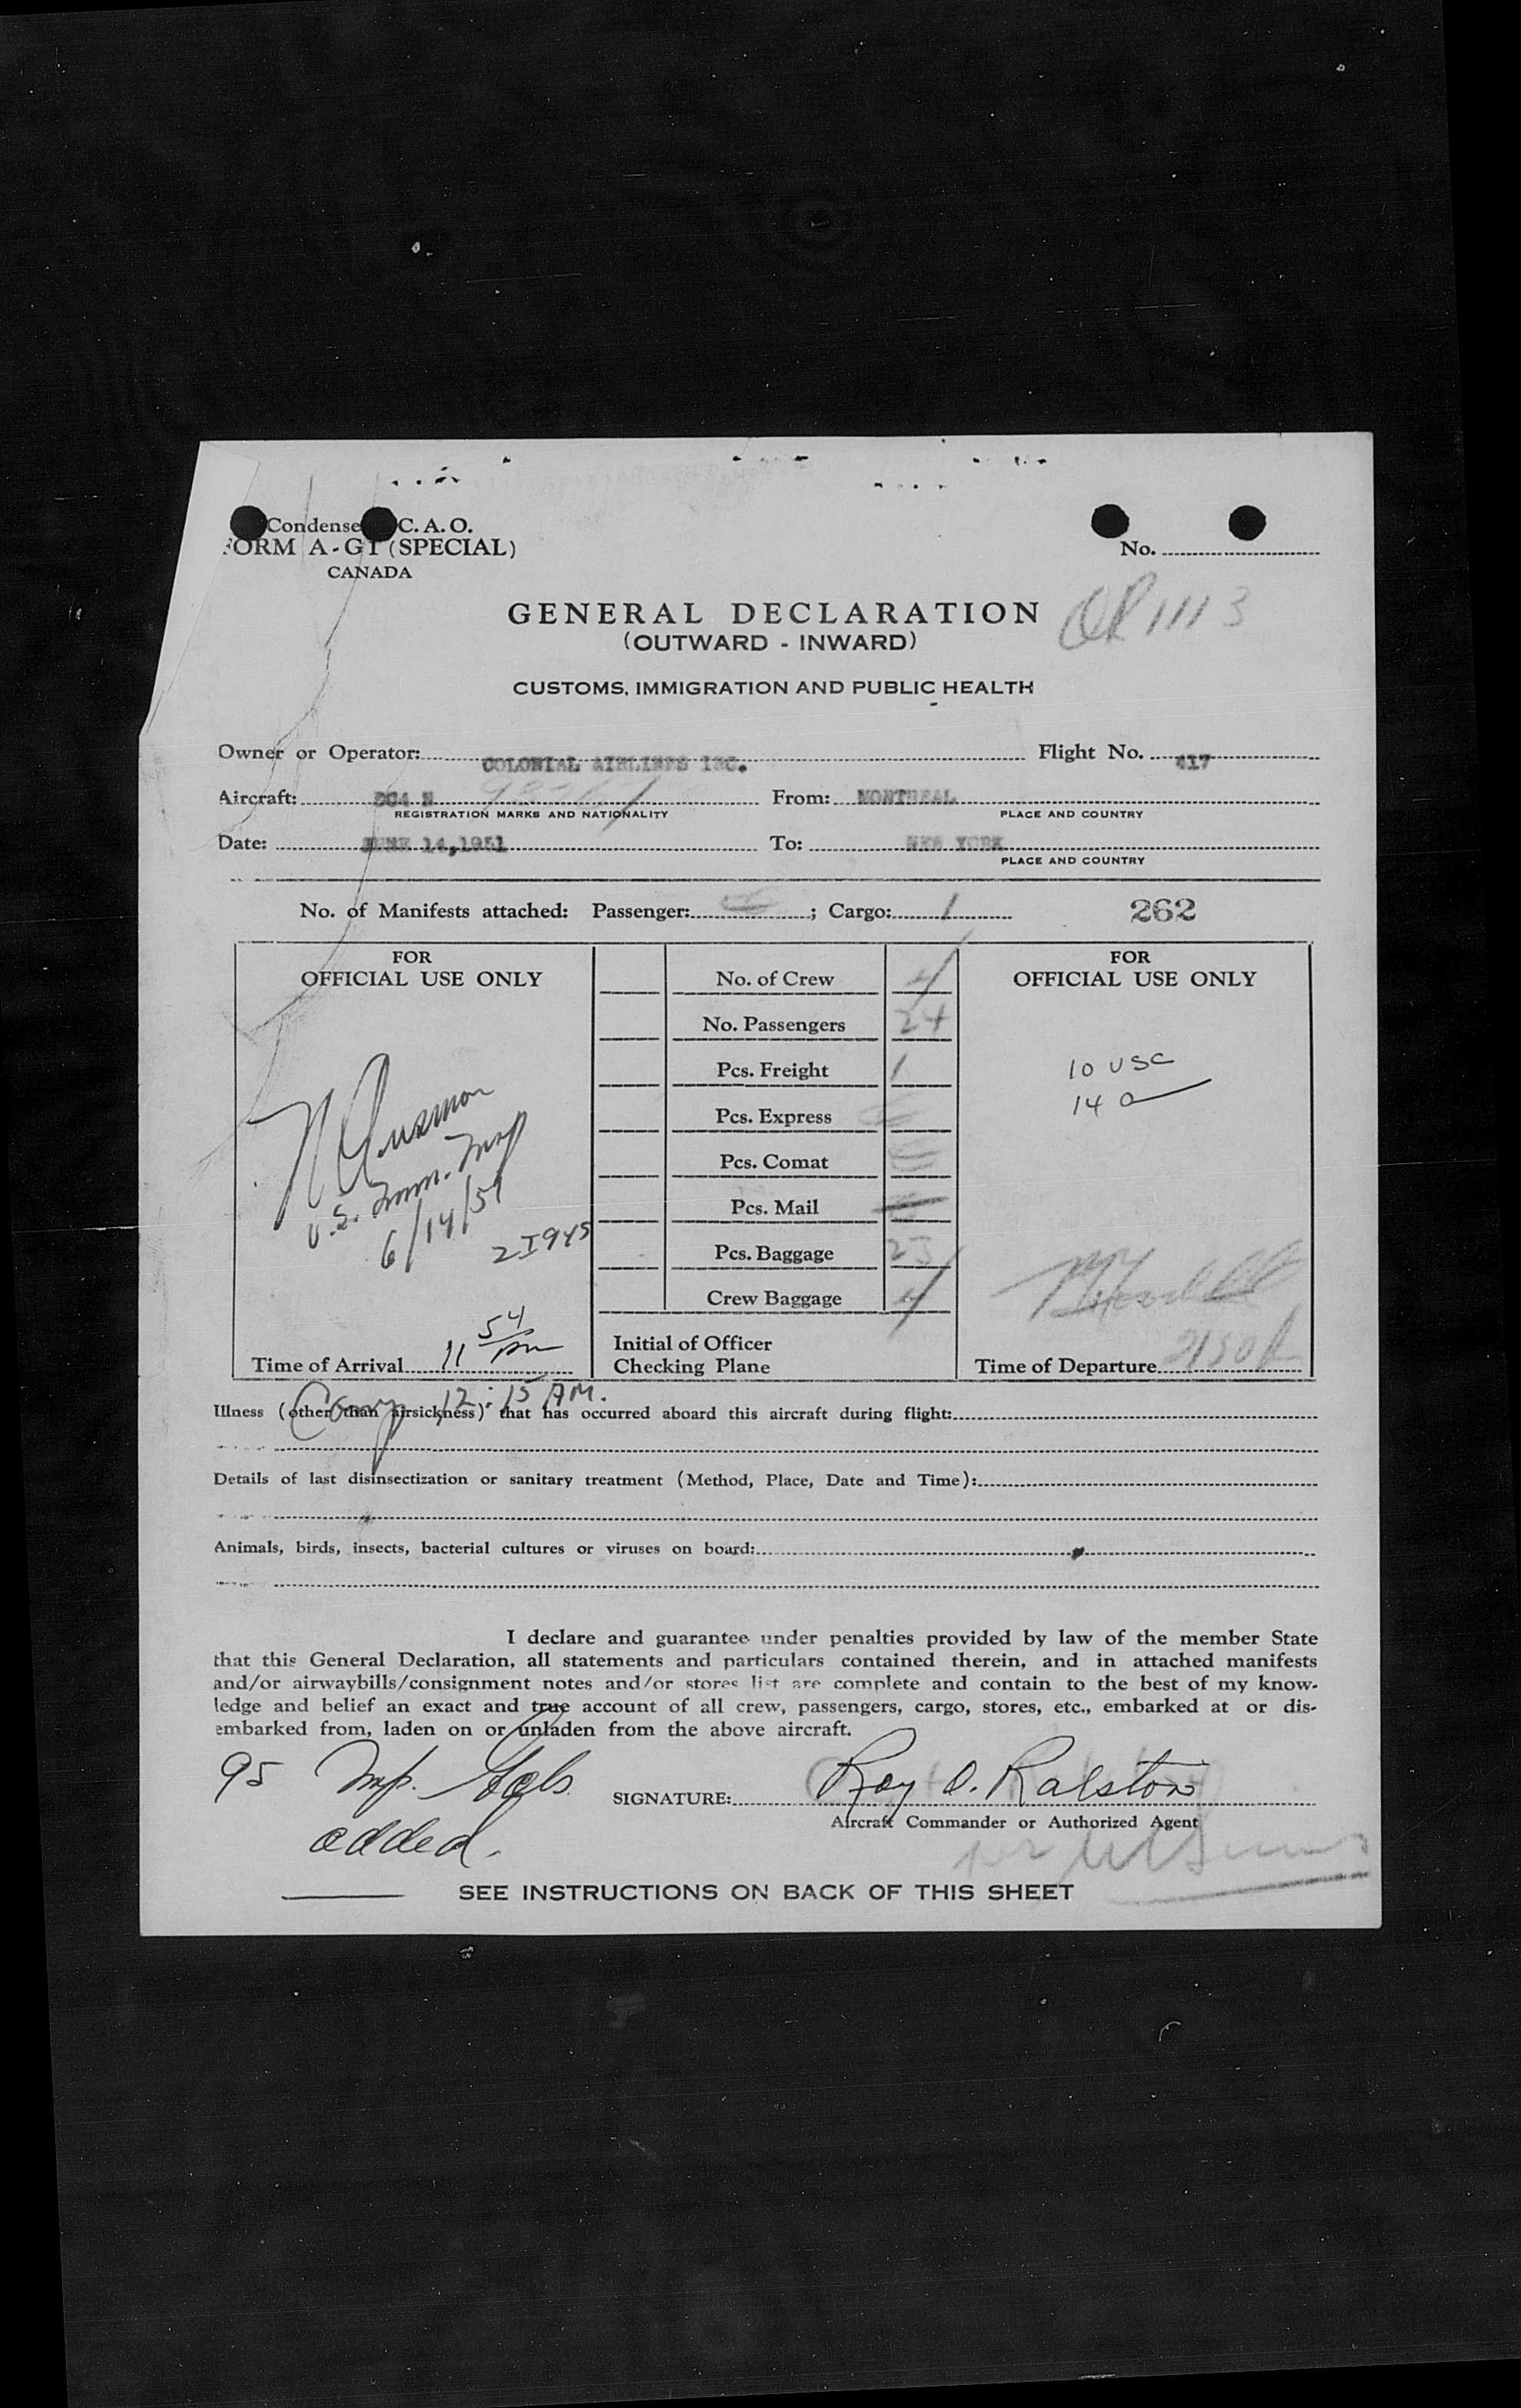 Condense C. A. O.
FORM A-G1 (SPECIAL)
CANADA
No.
GENERAL DECLARATION
(OUTWARD - INWARD)
CUSTOMS, IMMIGRATION AND PUBLIC HEALTH
Owner or Operator: COLONIAL AIRLINES INC. Flight No. 417
Aircraft: DC4 N From: MONTREAL
REGISTRATION MARKS AND NATIONALITY PLACE AND COUNTRY
Date: JUNE 14,1951 To: NEW YORK
PLACE AND COUNTRY
No. of Manifests attached: Passenger: ; Cargo: 1 262
FOR
OFFICIAL USE ONLY
U.S. Imm. Insp
6/14/51
2I945
11 54 pm
Time of Arrival
No. of Crew 4
No. Passengers 24
Pcs. Freight 1
Pcs. Express
Pcs. Comat
Pcs. Mail
Pcs. Baggage 23
Crew Baggage 4
Initial of Officer
Checking Plane
FOR
OFFICIAL USE ONLY
10 USC
14 a
Time of Departure
Comp 12:15 AM.
Illness (other than airsickness) that has occurred aboard this aircraft during flight:
Details of last disinsectization or sanitary treatment (Method, Place, Date and Time):
Animals, birds, insects, bacterial cultures or viruses on board:
I declare and guarantee under penalties provided by law of the member State
that this General Declaration, all statements and particulars contained therein, and in attached manifests
and/or airwaybills/consignment notes and/or stores list are complete and contain to the best of my know-
ledge and belief an exact and true account of all crew, passengers, cargo, stores, etc., embarked at or dis-
embarked from, laden on or unladen from the above aircraft.
95
added.
SIGNATURE: Roy O. Ralston
Aircraft Commander or Authorized Agent
SEE INSTRUCTIONS ON BACK OF THIS SHEET